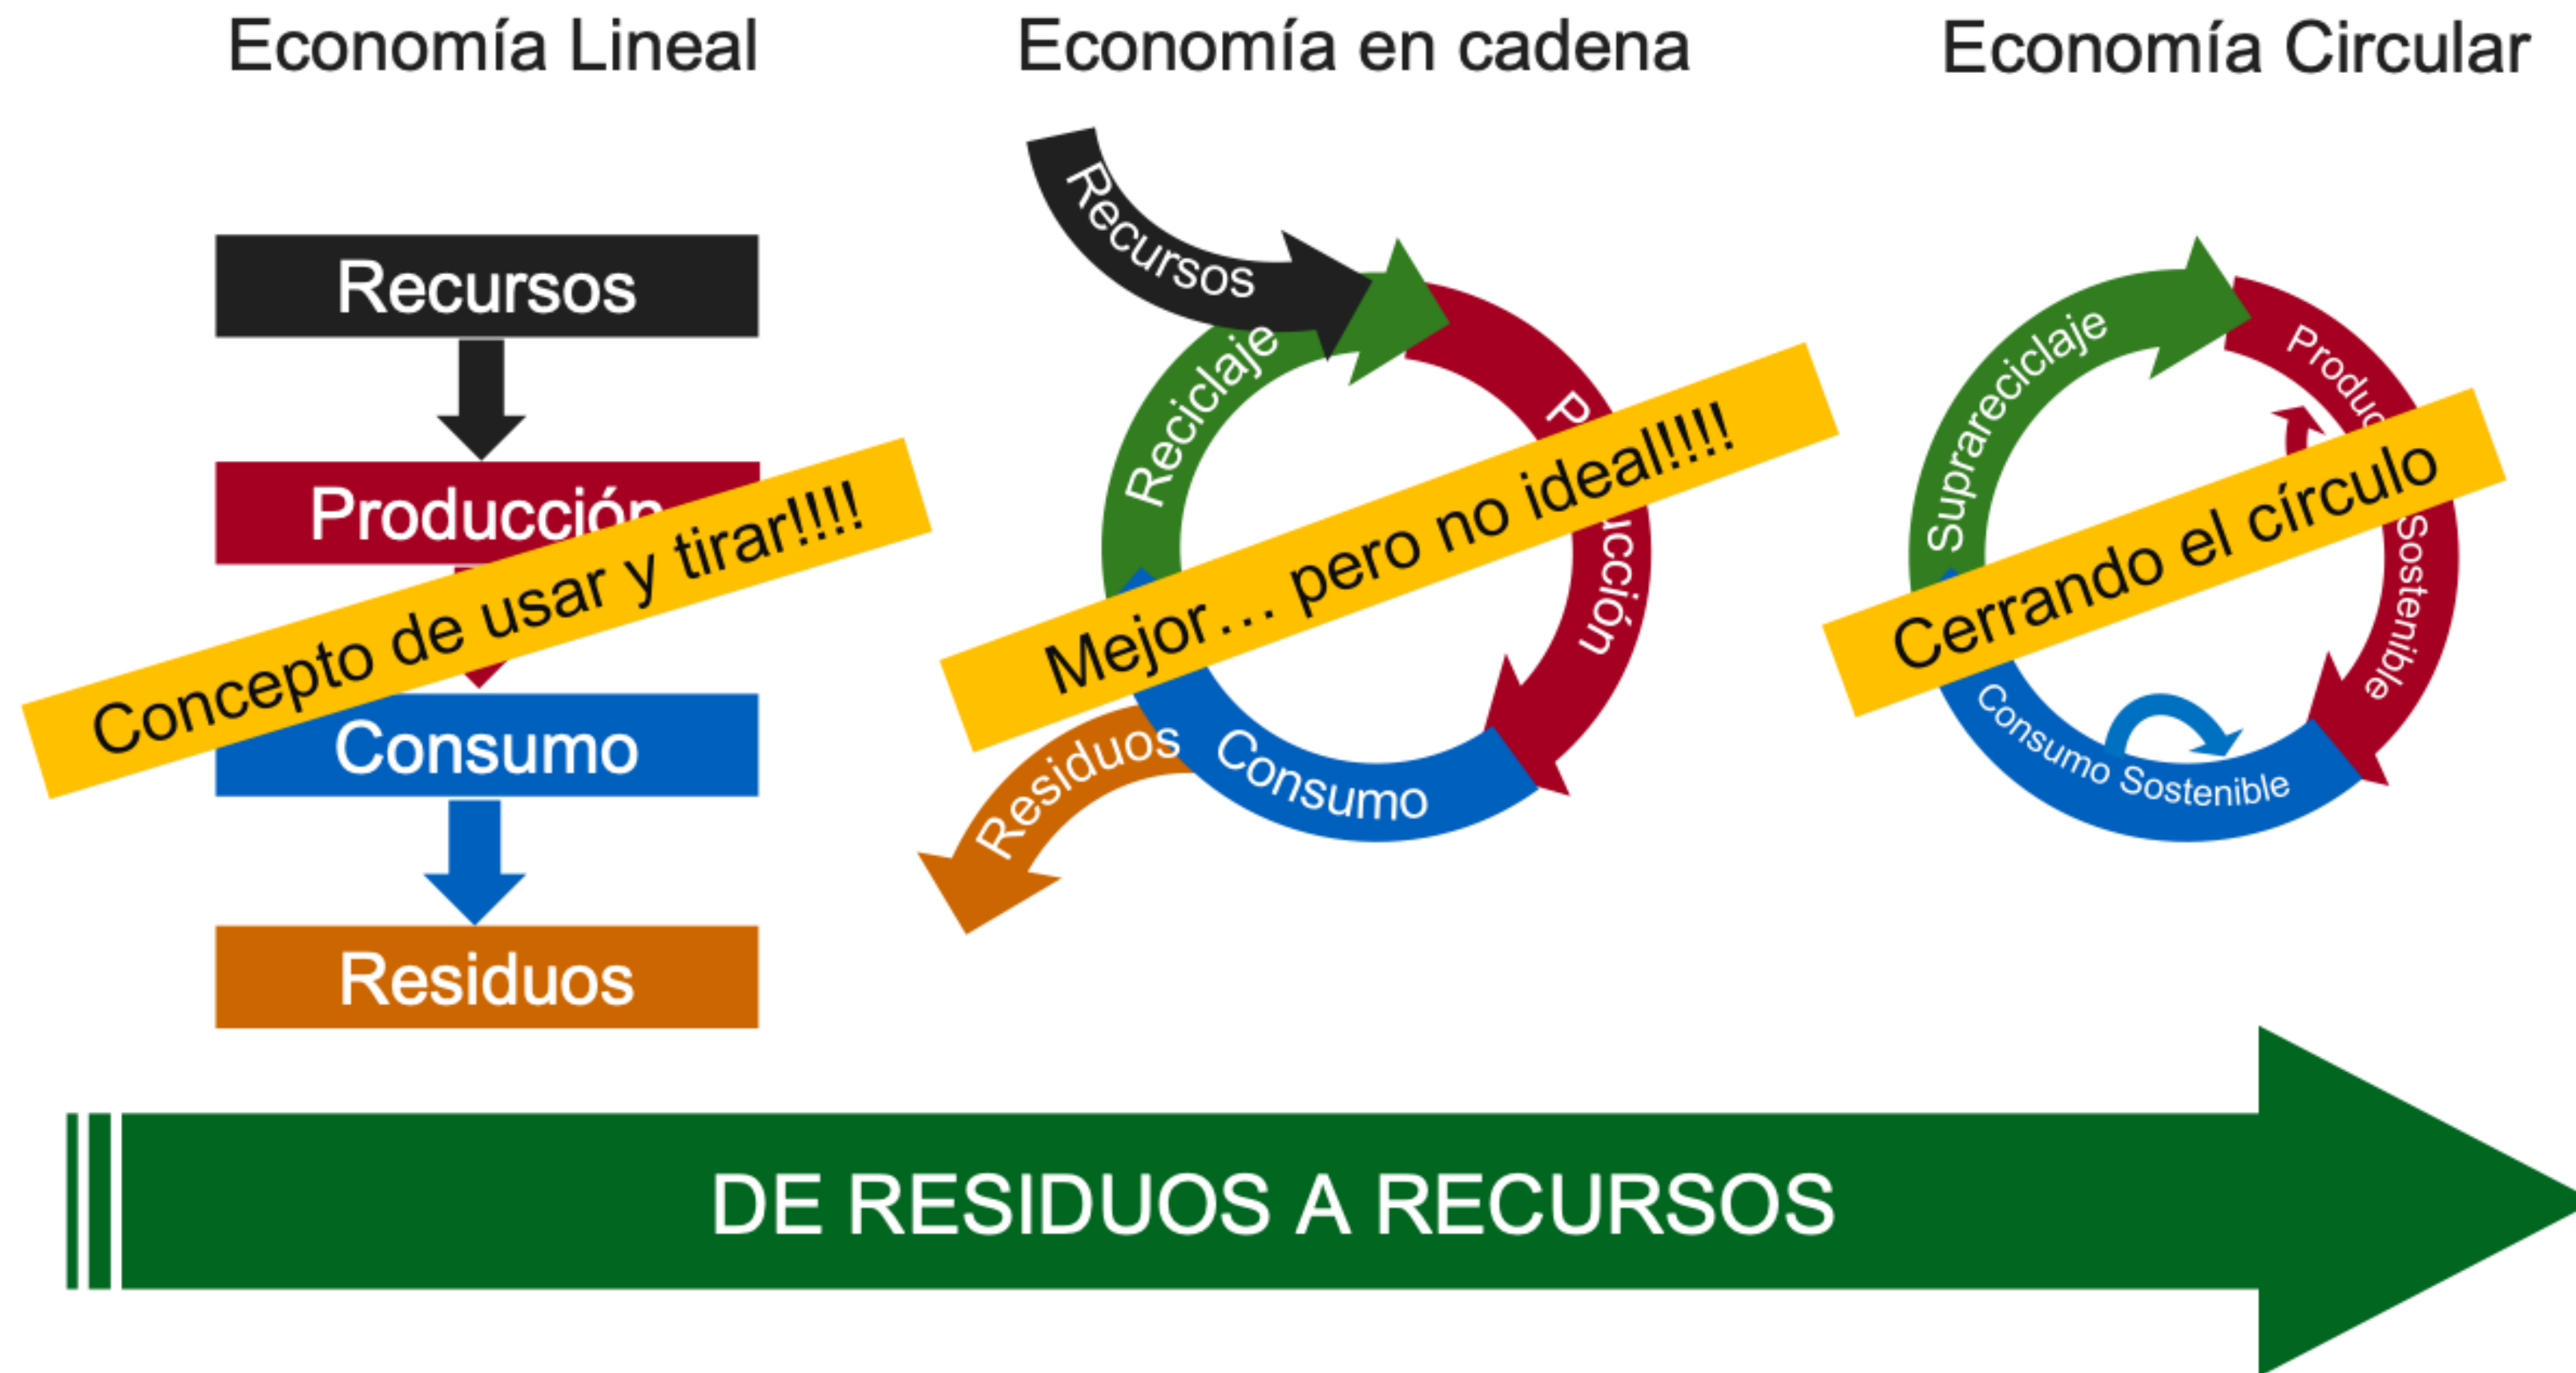 Economía Lineal
Recursos
Producción
Concepto de usar y tirar!!!!
Consumo
Residuos
Economía en cadena
Recursos
Reciclaje
Mejor... pero no ideal!!!!
Consumo
Residuos
Economía Circular
Suprareciclaje
Sostenible
Cerrando el círculo
Consumo Sostenible
DE RESIDUOS A RECURSOS